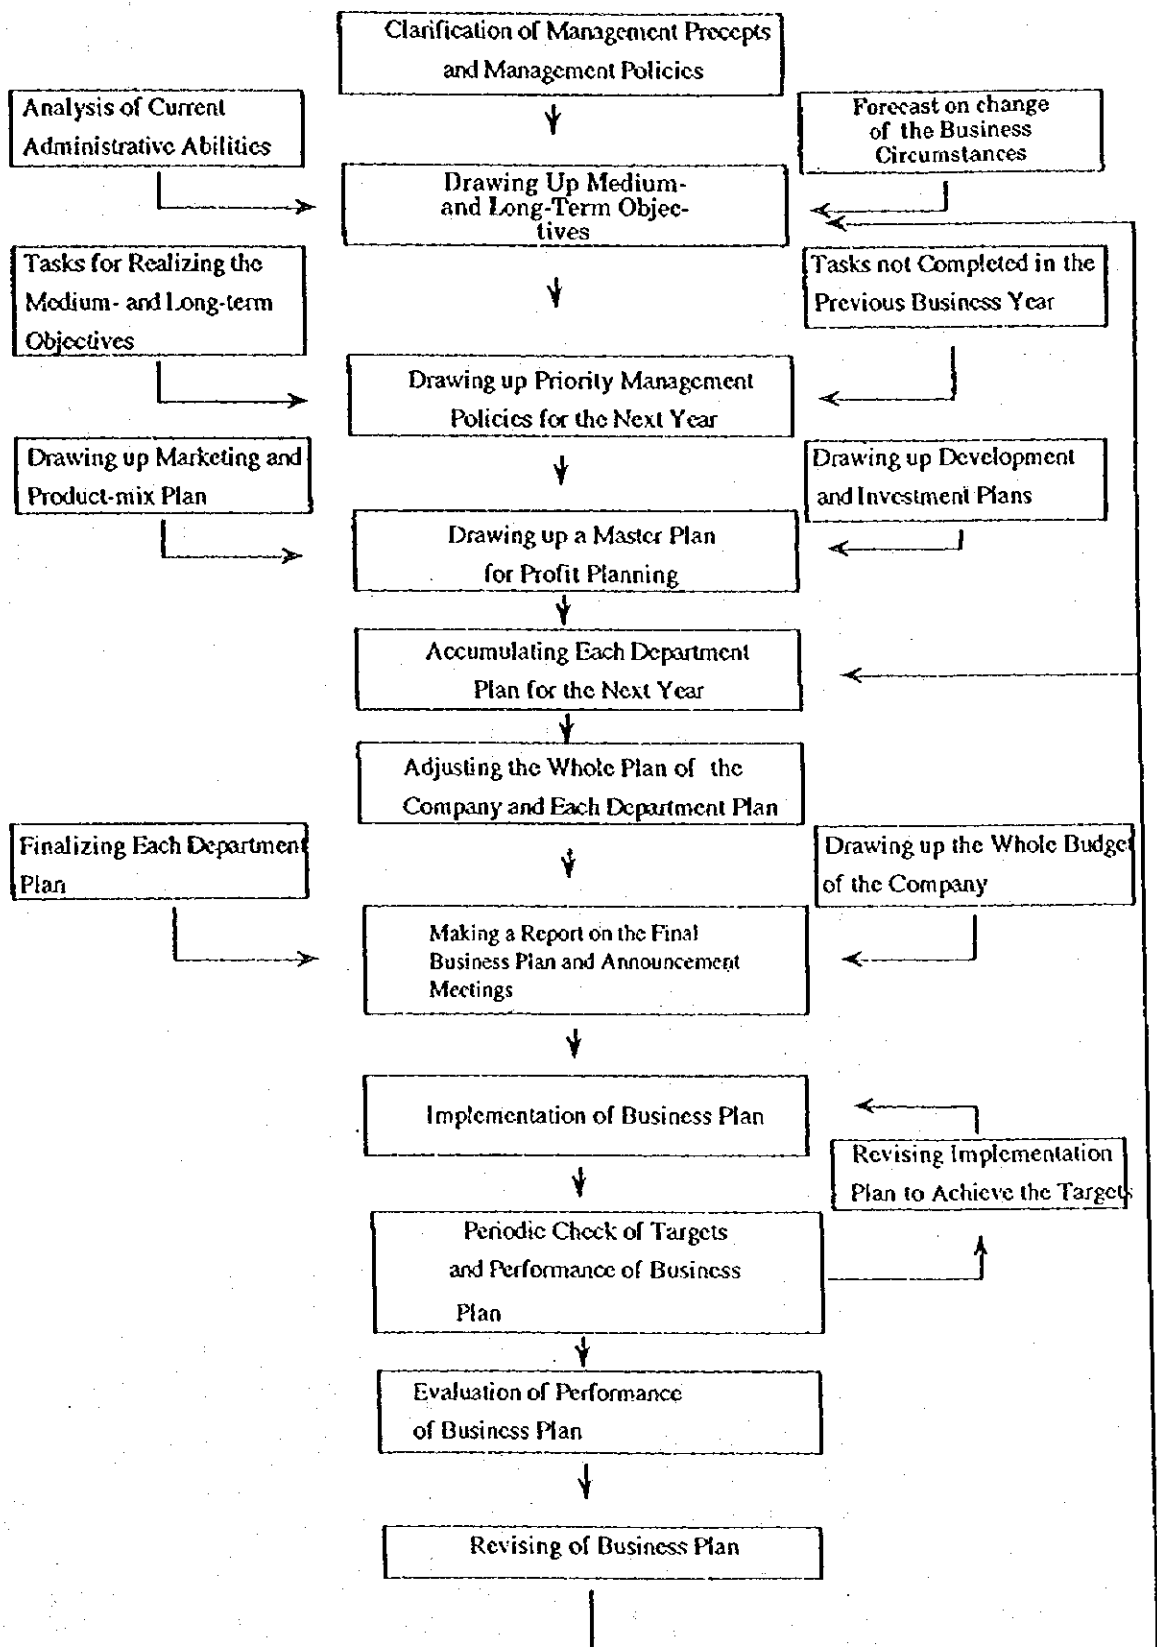 Clarification of Management Precepts
and Management Policies
Analysis of Current
Administrative Abilities
Forecast on change
of the Business
Circumstances
Drawing Up Medium-
and Long-Term Objec-
tives
Tasks for Realizing the
Medium- and Long-term
Objectives
Tasks not Completed in the
Previous Business Year
Drawing up Priority Management
Policies for the Next Year
Drawing up Marketing and
Product-mix Plan
Drawing up Development
and Investment Plans
Drawing up a Master Plan
for Profit Planning
Accumulating Each Department
Plan for the Next Year
Adjusting the Whole Plan of the
Company and Each Department Plan
Finalizing Each Department
Plan
Drawing up the Whole Budget
of the Company
Making a Report on the Final
Business Plan and Announcement
Meetings
Implementation of Business Plan
Revising Implementation
Plan to Achieve the Targets
Periodic Check of Targets
and Performance of Business
Plan
Evaluation of Performance
of Business Plan
Revising of Business Plan